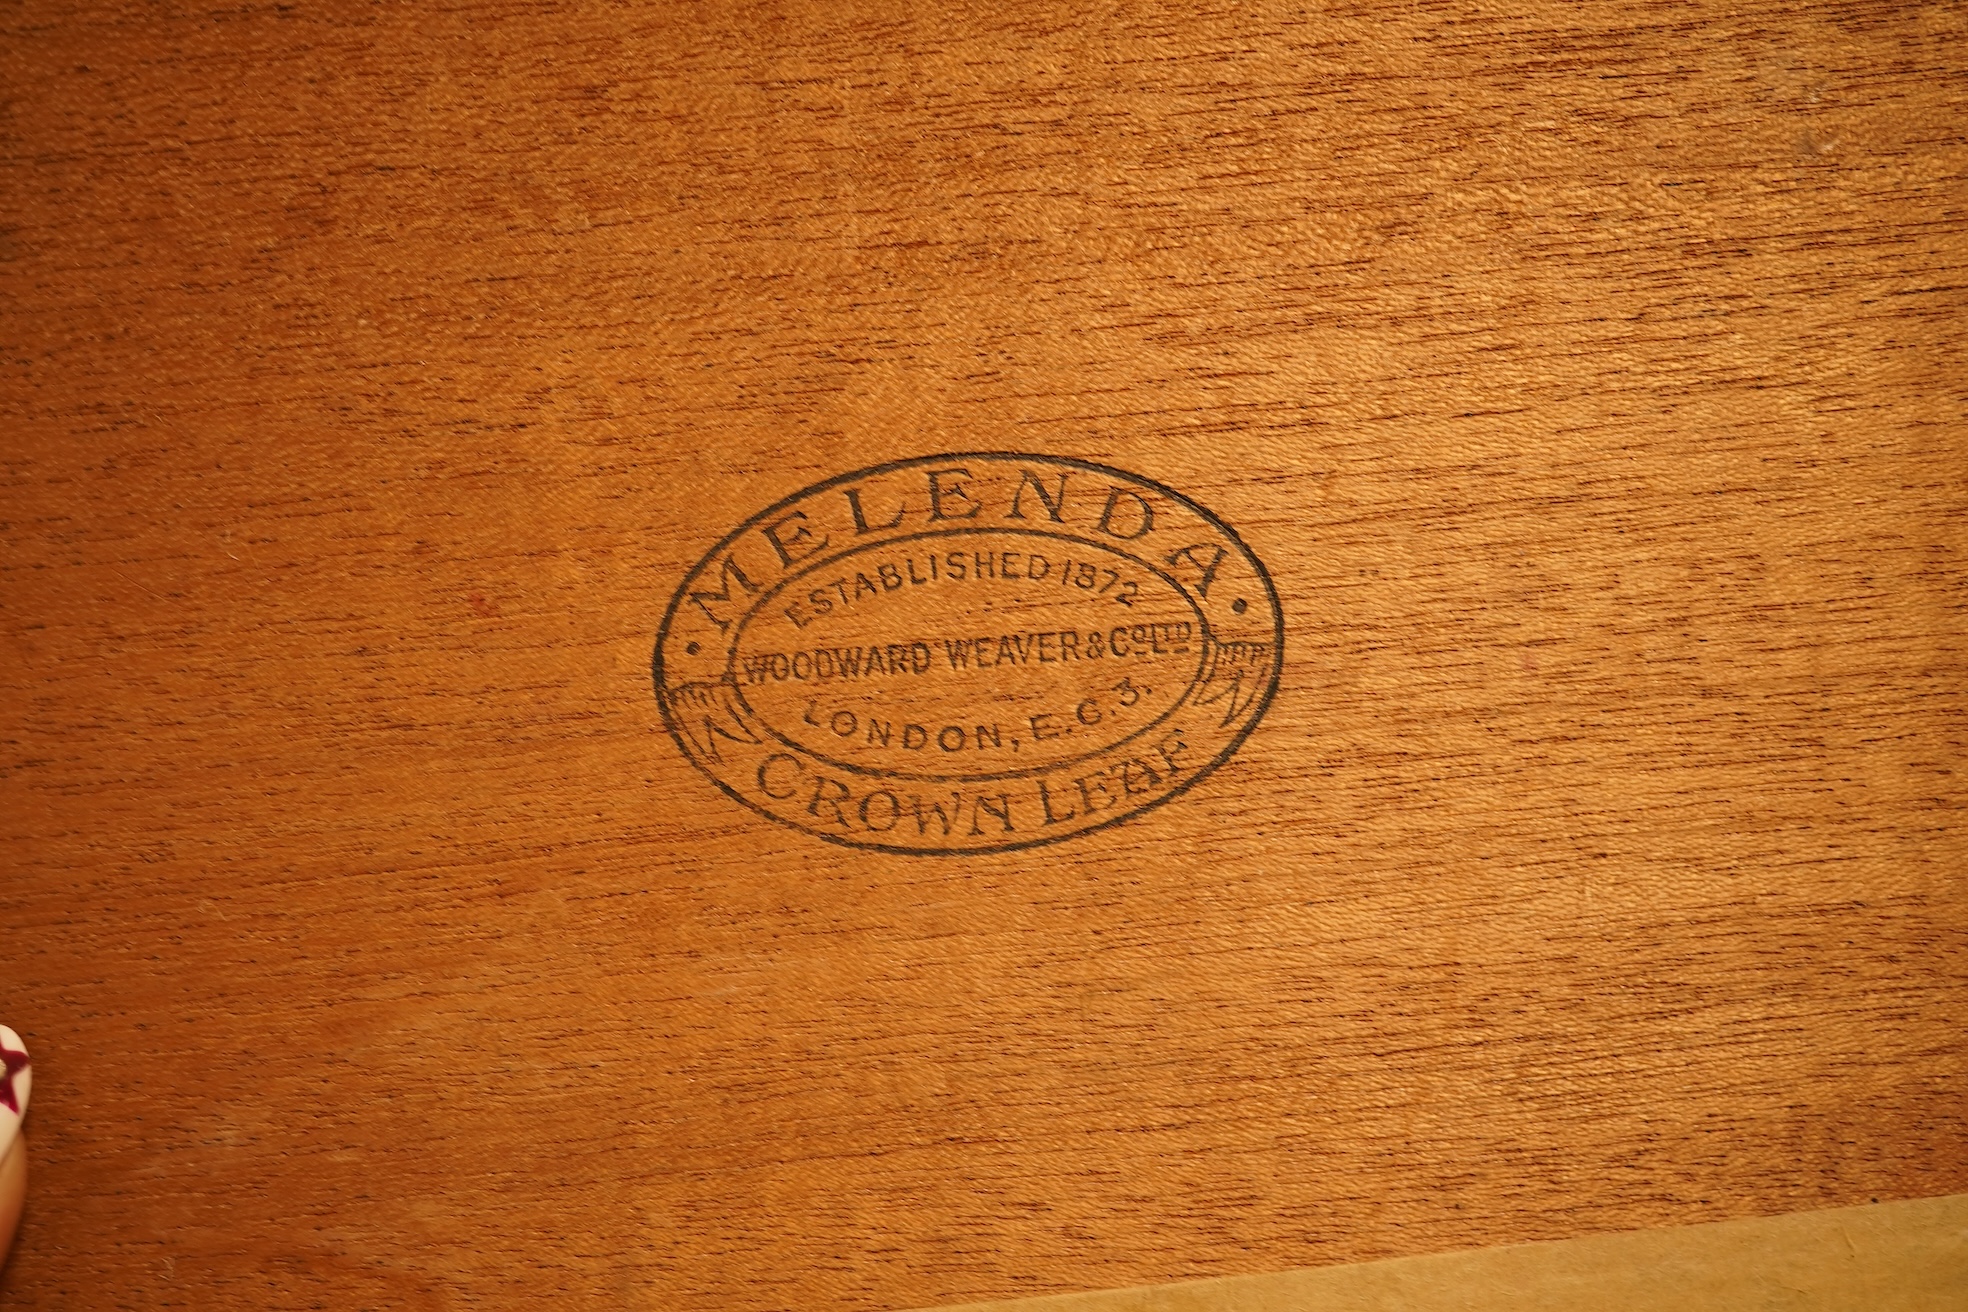 · MELENDA ·
ESTABLISHED 1872
WOODWARD WEAVER & Co LTD
LONDON, E.C.3.
CROWN LEAF